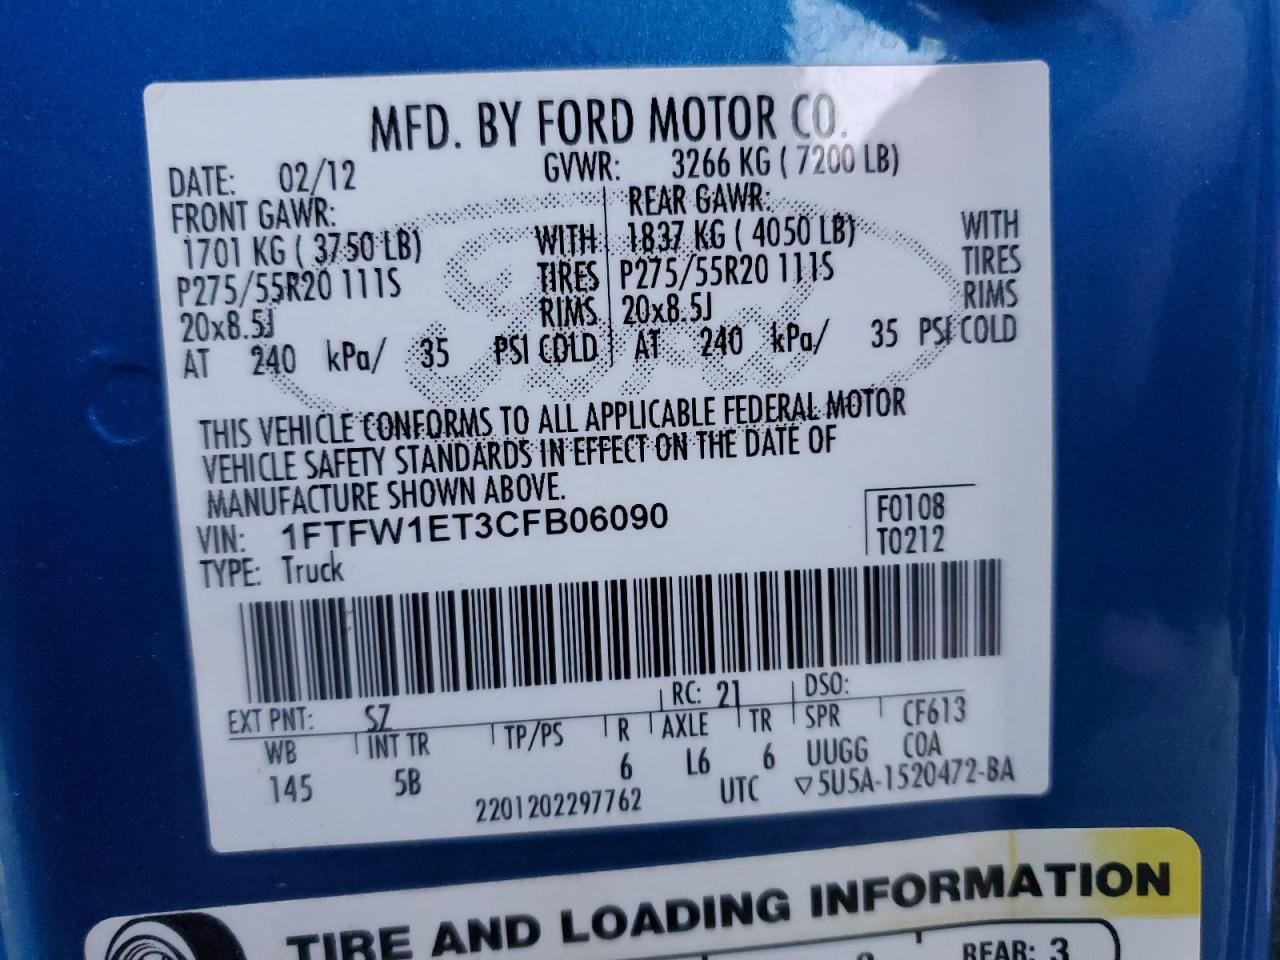 MFD. BY FORD MOTOR CO.
DATE: 02/12 GVWR: 3266 KG ( 7200 LB)
FRONT GAWR: REAR GAWR:
1701 KG ( 3750 LB) WITH 1837 KG ( 4050 LB) WITH
P275/55R20 111S TIRES P275/55R20 111S TIRES
20x8.5J RIMS 20x8.5J RIMS
AT 240 kPa/ 35 PSI COLD AT 240 kPa/ 35 PSI COLD
THIS VEHICLE CONFORMS TO ALL APPLICABLE FEDERAL MOTOR
VEHICLE SAFETY STANDARDS IN EFFECT ON THE DATE OF
MANUFACTURE SHOWN ABOVE.
VIN: 1FTFW1ET3CFB06090 F0108
TYPE: Truck T0212
EXT PNT: SZ RC: 21 DSO:
WB INT TR TP/PS R AXLE TR SPR CF613
145 5B 6 L6 6 UUGG COA
2201202297762 UTC ▽5U5A-1520472-BA
TIRE AND LOADING INFORMATION
REAR: 3